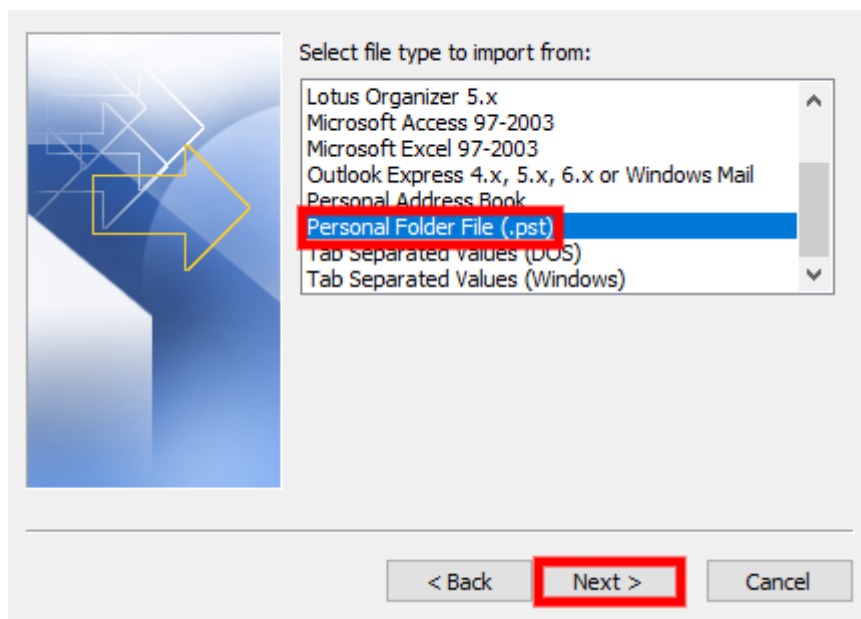 Select file type to import from:
Lotus Organizer 5.x
Microsoft Access 97-2003
Microsoft Excel 97-2003
Outlook Express 4.x, 5.x, 6.x or Windows Mail
Personal Address Book
Personal Folder File (.pst)
Tab Separated Values (DOS)
Tab Separated Values (Windows)
< Back Next > Cancel